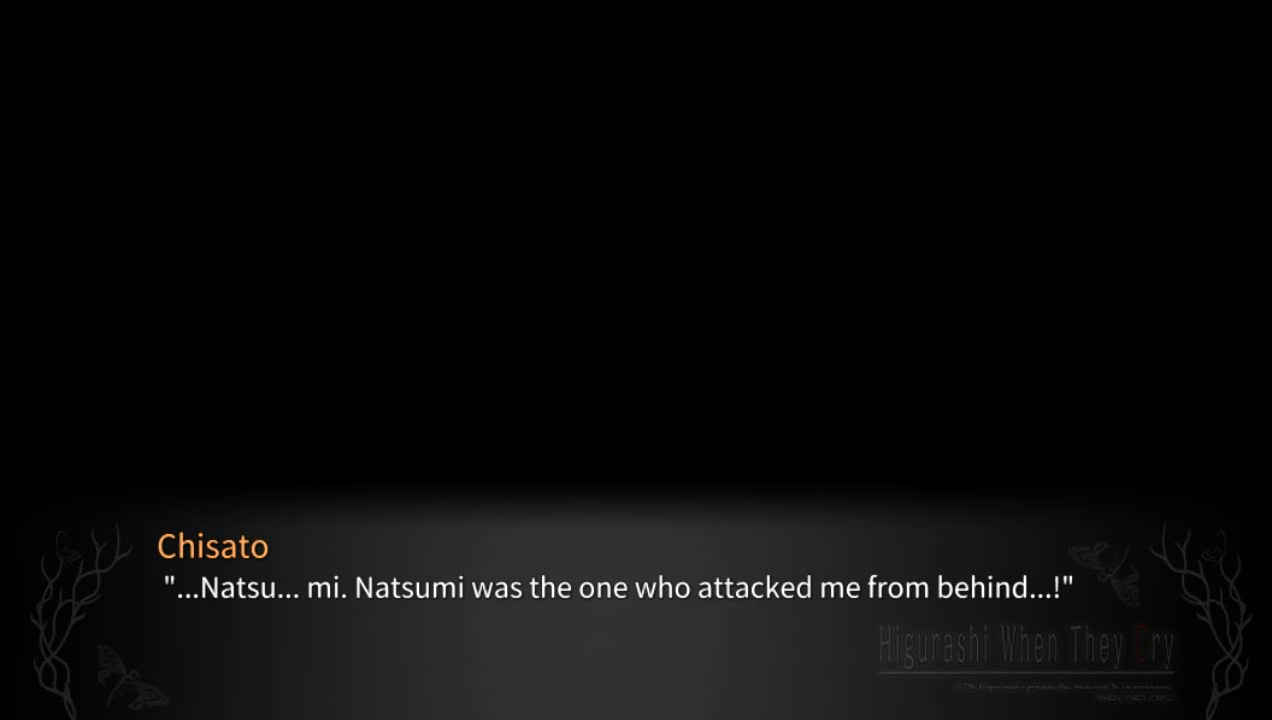 Chisato
"...Natsu... mi. Natsumi was the one who attacked me from behind...!"
Higurashi When They Cry